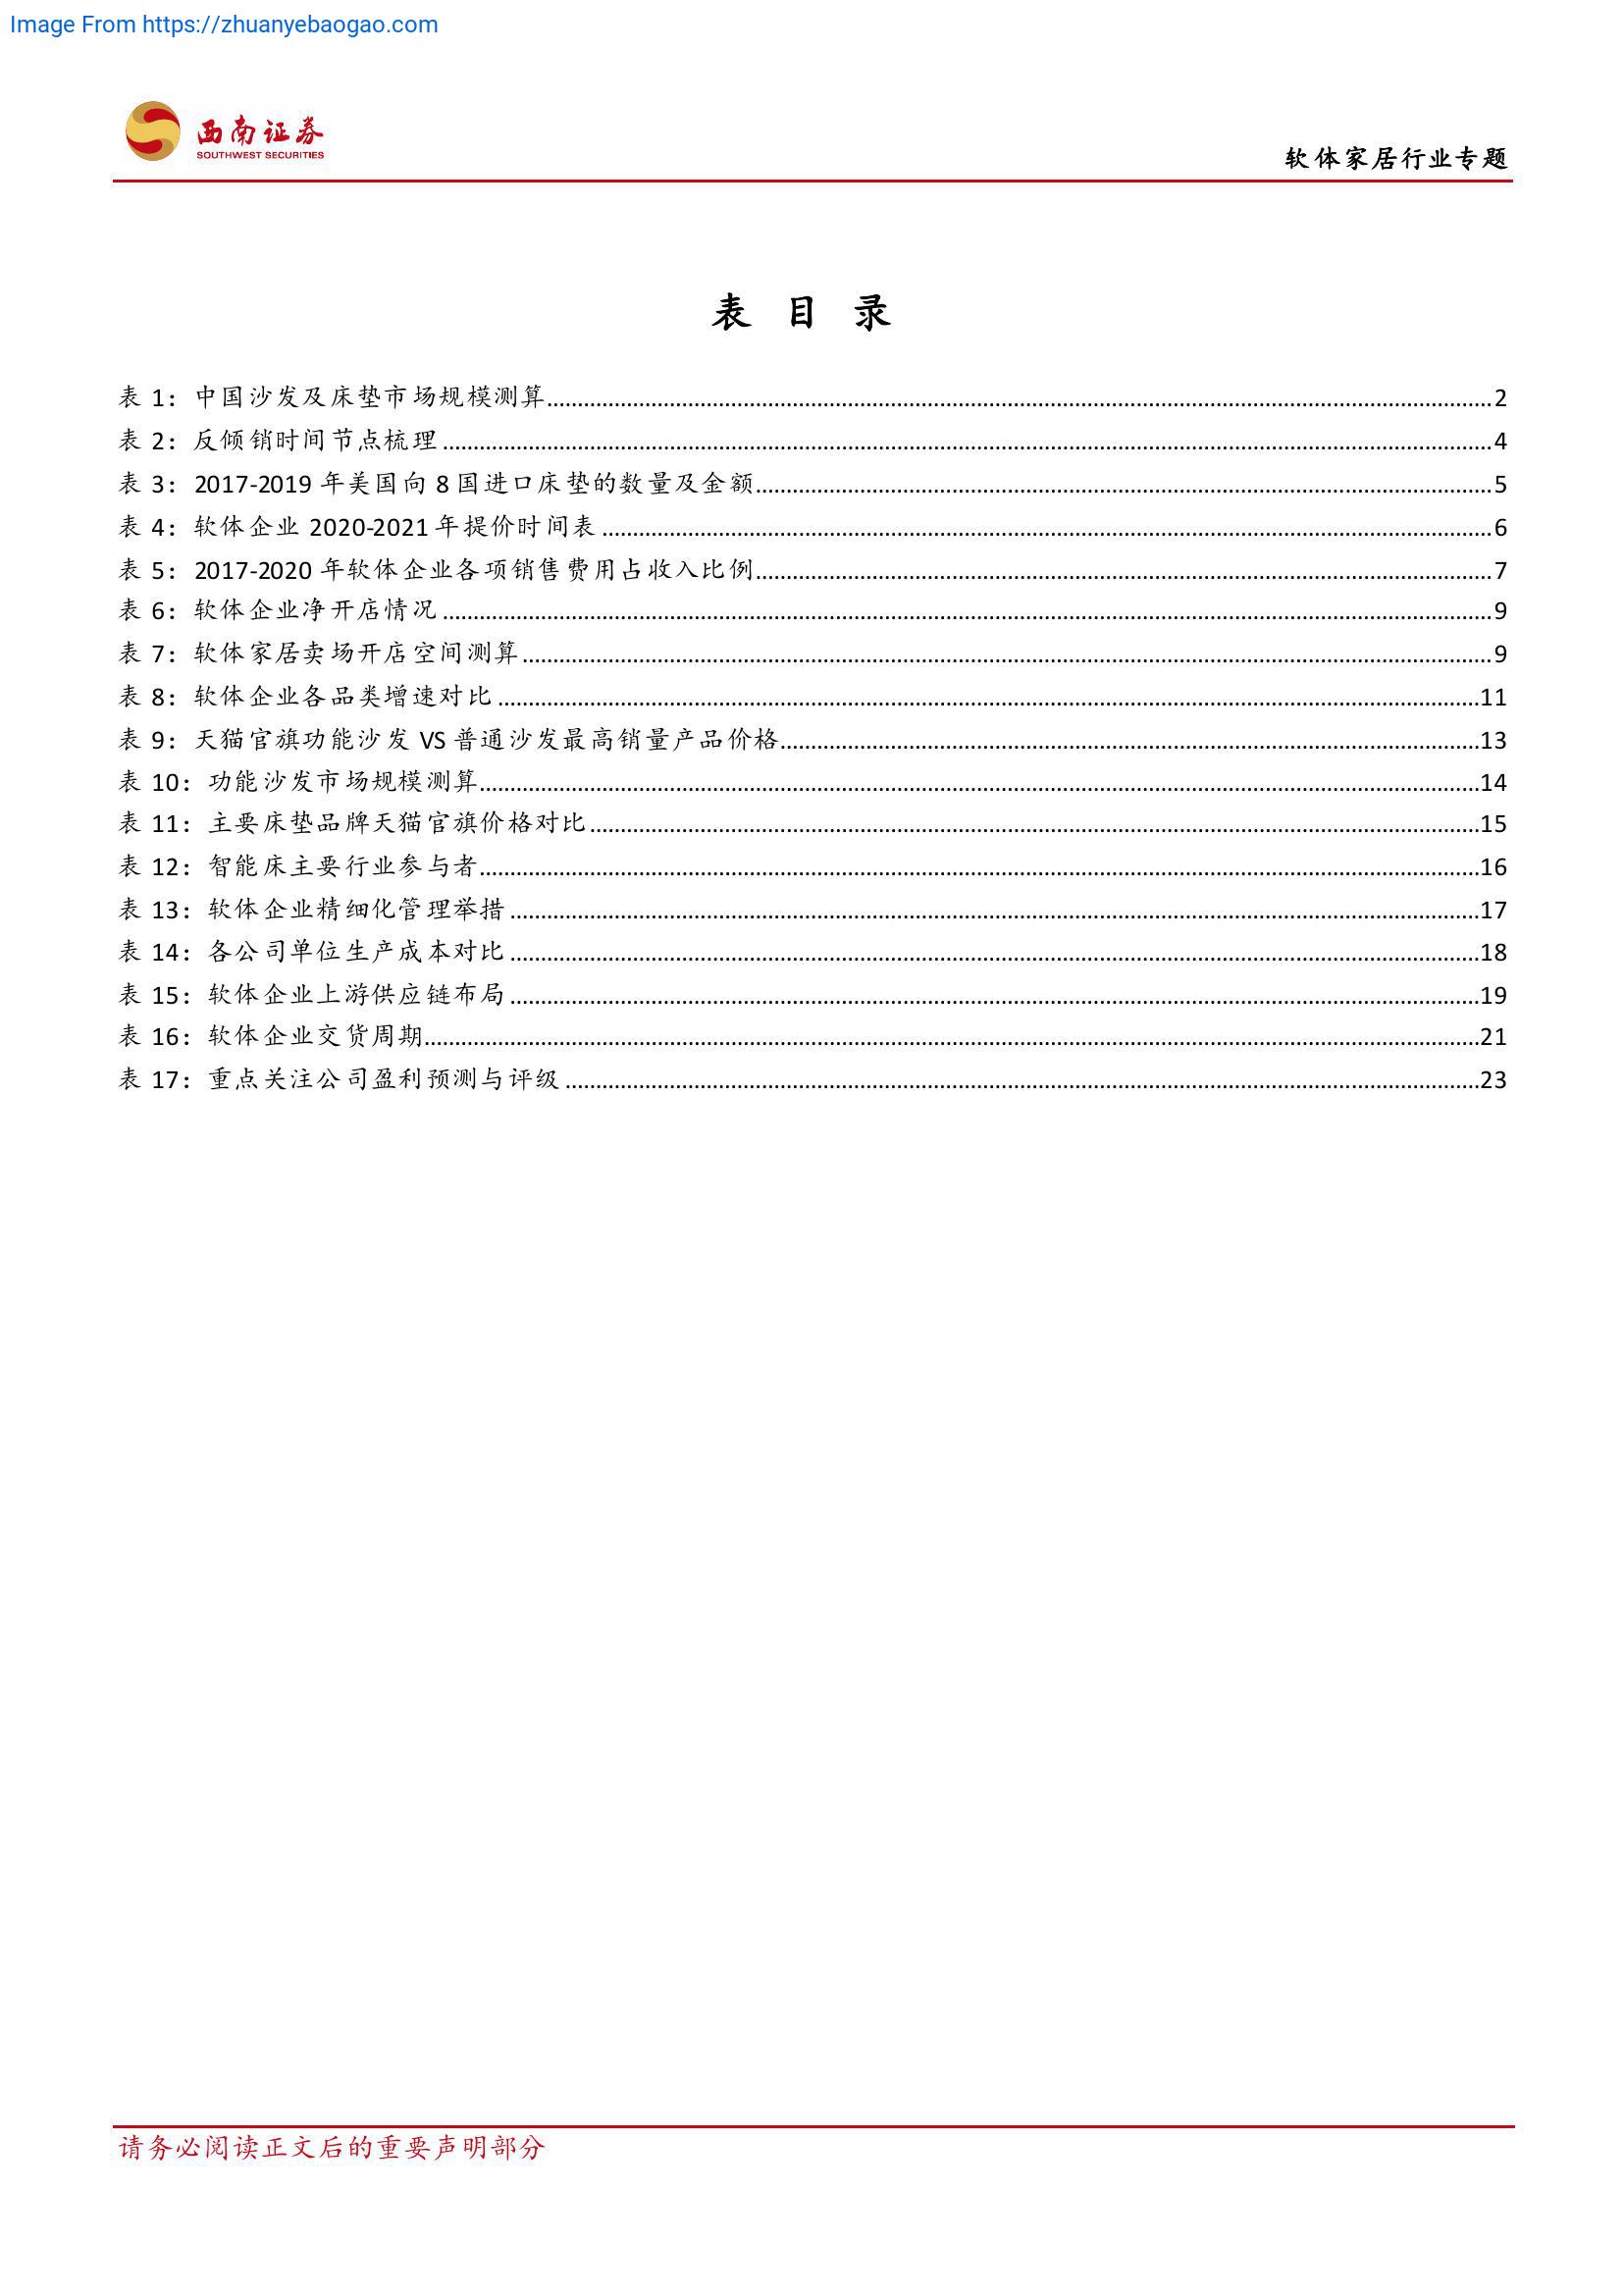 Image From https://zhuanyebaogao.com
西南证券
SOUTHWEST SECURITIES
软体家居行业专题
表 目 录
表 1：中国沙发及床垫市场规模测算........2
表 2：反倾销时间节点梳理........4
表 3：2017-2019 年美国向 8 国进口床垫的数量及金额........5
表 4：软体企业 2020-2021 年提价时间表........6
表 5：2017-2020 年软体企业各项销售费用占收入比例........7
表 6：软体企业净开店情况........9
表 7：软体家居卖场开店空间测算........9
表 8：软体企业各品类增速对比........11
表 9：天猫官旗功能沙发 VS 普通沙发最高销量产品价格........13
表 10：功能沙发市场规模测算........14
表 11：主要床垫品牌天猫官旗价格对比........15
表 12：智能床主要行业参与者........16
表 13：软体企业精细化管理举措........17
表 14：各公司单位生产成本对比........18
表 15：软体企业上游供应链布局........19
表 16：软体企业交货周期........21
表 17：重点关注公司盈利预测与评级........23
请务必阅读正文后的重要声明部分